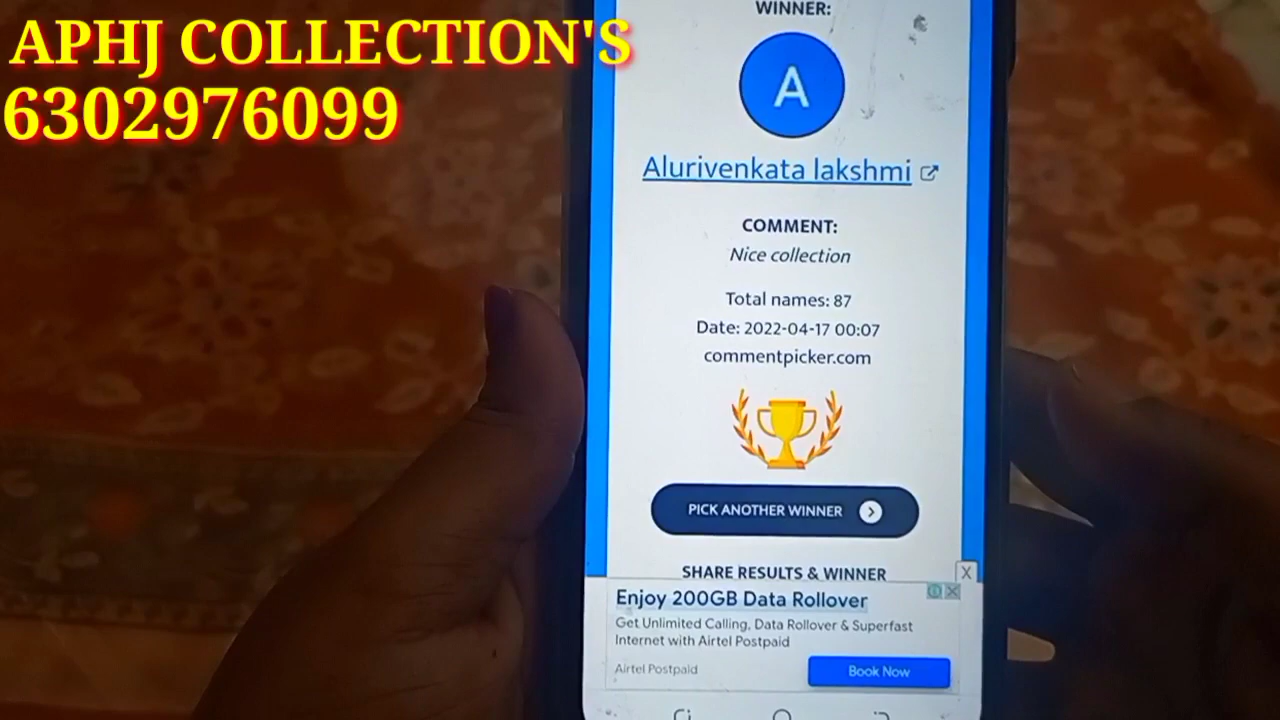 APHJ COLLECTION'S
6302976099
WINNER:
A
Alurivenkata lakshmi
COMMENT:
Nice collection
Total names: 87
Date: 2022-04-17 00:07
commentpicker.com
PICK ANOTHER WINNER
SHARE RESULTS & WINNER
X
Enjoy 200GB Data Rollover
Get Unlimited Calling, Data Rollover & Superfast
Internet with Airtel Postpaid
Airtel Postpaid
Book Now